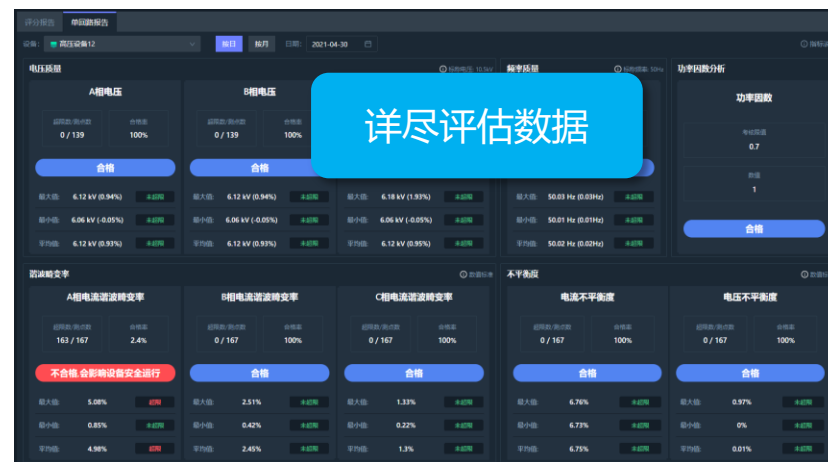 评分报告 单回路报告
设备: 高压设备12 按日 按月 日期: 2021-04-30
电压质量 标称电压: 10.5kV 频率质量 标称频率: 50Hz 功率因数分析
A相电压 B相电压 功率因数
详尽评估数据
超限数/测点数 合格率 超限数/测点数 合格率 考核限值
0 / 139 100% 0 / 139 100% 0.7
数值
1
合格 合格 合格
最大值: 6.12 kV (0.94%) 未超限 最大值: 6.12 kV (0.94%) 未超限 最大值: 6.18 kV (1.93%) 未超限 最大值: 50.03 Hz (0.03Hz) 未超限
最小值: 6.06 kV (-0.05%) 未超限 最小值: 6.06 kV (-0.05%) 未超限 最小值: 6.06 kV (-0.05%) 未超限 最小值: 50.01 Hz (0.01Hz) 未超限
平均值: 6.12 kV (0.93%) 未超限 平均值: 6.12 kV (0.93%) 未超限 平均值: 6.12 kV (0.95%) 未超限 平均值: 50.02 Hz (0.02Hz) 未超限
谐波畸变率 数值标准 不平衡度
A相电流谐波畸变率 B相电流谐波畸变率 C相电流谐波畸变率 电流不平衡度 电压不平衡度
超限数/测点数 合格率 超限数/测点数 合格率 超限数/测点数 合格率 超限数/测点数 合格率 超限数/测点数 合格率
163 / 167 2.4% 0 / 167 100% 0 / 167 100% 0 / 167 100% 0 / 167 100%
不合格,会影响设备安全运行 合格 合格 合格 合格
最大值: 5.08% 超限 最大值: 2.51% 未超限 最大值: 1.33% 未超限 最大值: 6.76% 未超限 最大值: 0.97% 未超限
最小值: 0.85% 未超限 最小值: 0.42% 未超限 最小值: 0.22% 未超限 最小值: 6.73% 未超限 最小值: 0% 未超限
平均值: 4.98% 超限 平均值: 2.45% 未超限 平均值: 1.3% 未超限 平均值: 6.75% 未超限 平均值: 0.01% 未超限